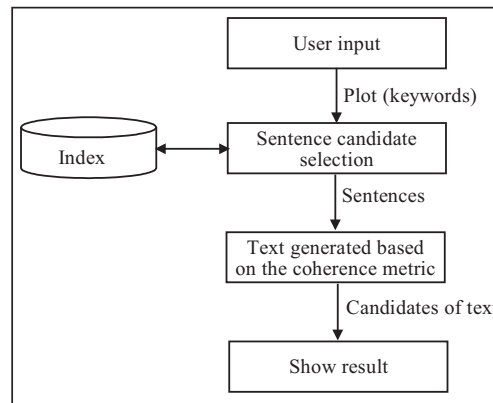 User input
Plot (keywords)
Sentence candidate
selection
Index
Sentences
Text generated based
on the coherence metric
Candidates of text
Show result